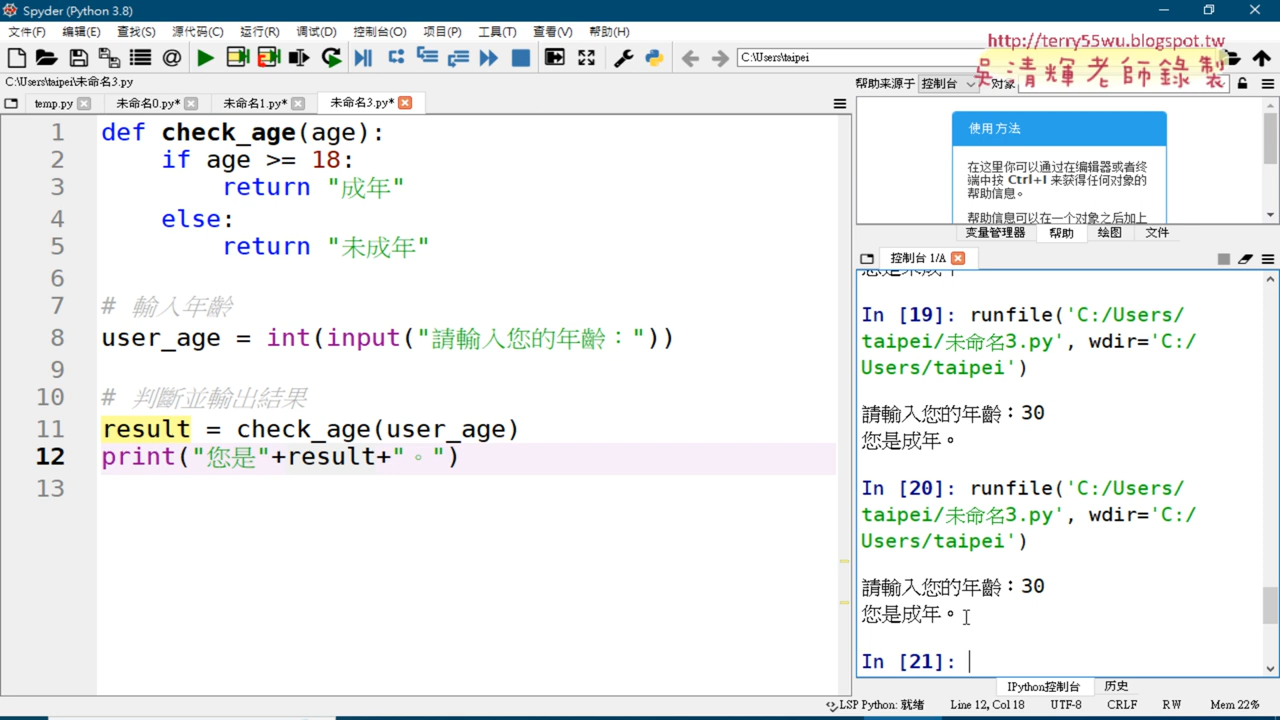 Spyder (Python 3.8)
文件(F) 编辑(E) 查找(S) 源代码(C) 运行(R) 调试(D) 控制台(O) 项目(P) 工具(T) 查看(V) 帮助(H)
C:\Users\taipei
http://terry55wu.blogspot.tw
吳清輝老師錄製
C:\Users\taipei\未命名3.py
temp.py 未命名0.py* 未命名1.py* 未命名3.py*
1 def check_age(age):
2 if age >= 18:
3 return "成年"
4 else:
5 return "未成年"
6
7 # 輸入年齡
8 user_age = int(input("請輸入您的年齡："))
9
10 # 判斷並輸出結果
11 result = check_age(user_age)
12 print("您是"+result+"。")
13
帮助来源于 控制台 对象
使用方法
在这里你可以通过在编辑器或者终
端中按 Ctrl+I 来获得任何对象的
帮助信息。
帮助信息可以在一个对象之后加上
变量管理器 帮助 绘图 文件
控制台 1/A
您是未成年
In [19]: runfile('C:/Users/
taipei/未命名3.py', wdir='C:/
Users/taipei')
請輸入您的年齡：30
您是成年。
In [20]: runfile('C:/Users/
taipei/未命名3.py', wdir='C:/
Users/taipei')
請輸入您的年齡：30
您是成年。
In [21]:
IPython控制台 历史
LSP Python: 就绪 Line 12, Col 18 UTF-8 CRLF RW Mem 22%